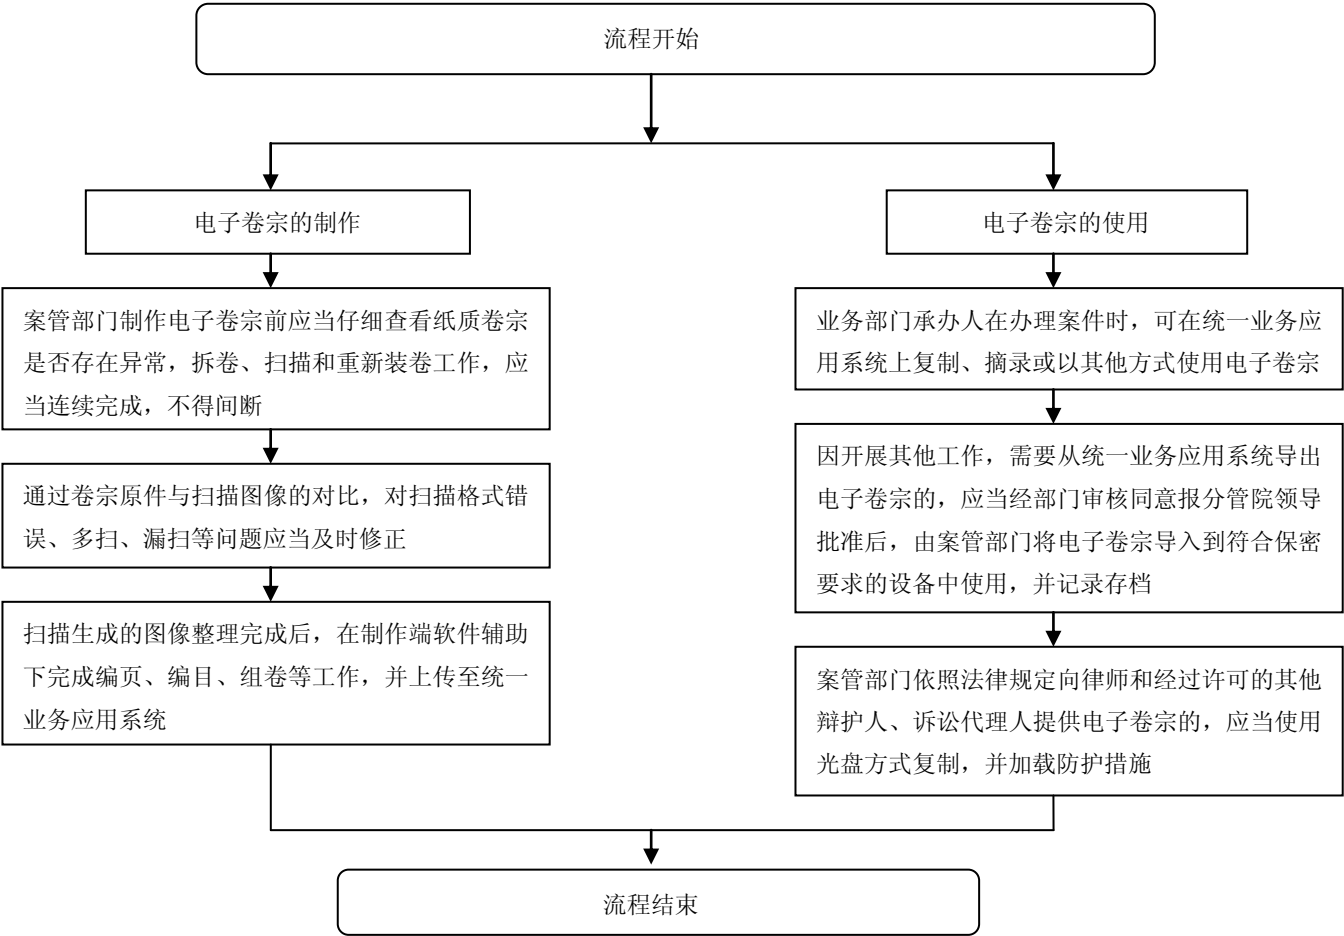 流程开始
电子卷宗的制作
案管部门制作电子卷宗前应当仔细查看纸质卷宗
是否存在异常，拆卷、扫描和重新装卷工作，应
当连续完成，不得间断
通过卷宗原件与扫描图像的对比，对扫描格式错
误、多扫、漏扫等问题应当及时修正
扫描生成的图像整理完成后，在制作端软件辅助
下完成编页、编目、组卷等工作，并上传至统一
业务应用系统
电子卷宗的使用
业务部门承办人在办理案件时，可在统一业务应
用系统上复制、摘录或以其他方式使用电子卷宗
因开展其他工作，需要从统一业务应用系统导出
电子卷宗的，应当经部门审核同意报分管院领导
批准后，由案管部门将电子卷宗导入到符合保密
要求的设备中使用，并记录存档
案管部门依照法律规定向律师和经过许可的其他
辩护人、诉讼代理人提供电子卷宗的，应当使用
光盘方式复制，并加载防护措施
流程结束